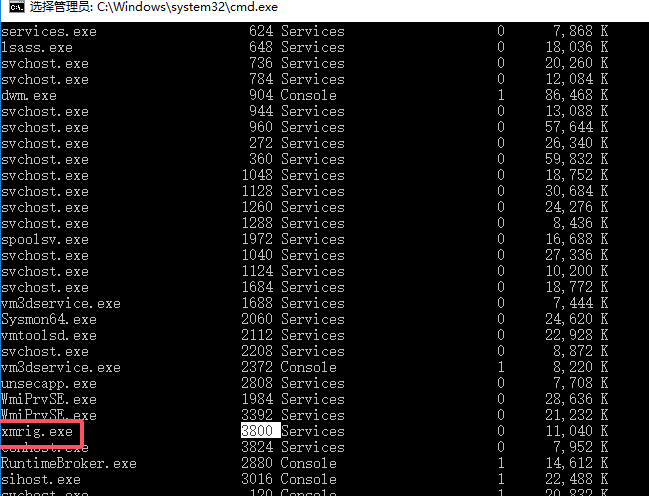 选择管理员: C:\Windows\system32\cmd.exe
services.exe 624 Services 0 7,868 K
lsass.exe 648 Services 0 18,036 K
svchost.exe 736 Services 0 20,260 K
svchost.exe 784 Services 0 12,084 K
dwm.exe 904 Console 1 86,468 K
svchost.exe 944 Services 0 13,088 K
svchost.exe 960 Services 0 57,644 K
svchost.exe 272 Services 0 26,340 K
svchost.exe 360 Services 0 59,832 K
svchost.exe 1048 Services 0 18,752 K
svchost.exe 1128 Services 0 30,684 K
svchost.exe 1260 Services 0 24,276 K
svchost.exe 1288 Services 0 8,436 K
spoolsv.exe 1972 Services 0 16,688 K
svchost.exe 1040 Services 0 27,336 K
svchost.exe 1124 Services 0 10,200 K
svchost.exe 1684 Services 0 18,772 K
vm3dservice.exe 1688 Services 0 7,444 K
Sysmon64.exe 2060 Services 0 24,620 K
vmtoolsd.exe 2112 Services 0 22,928 K
svchost.exe 2208 Services 0 8,872 K
vm3dservice.exe 2372 Console 1 8,220 K
unsecapp.exe 2808 Services 0 7,708 K
WmiPrvSE.exe 1984 Services 0 28,636 K
WmiPrvSE.exe 3392 Services 0 21,232 K
xmrig.exe 3800 Services 0 11,040 K
conhost.exe 3824 Services 0 7,952 K
RuntimeBroker.exe 2880 Console 1 14,612 K
sihost.exe 3016 Console 1 22,488 K
svchost.exe 120 Console 1 20,832 K